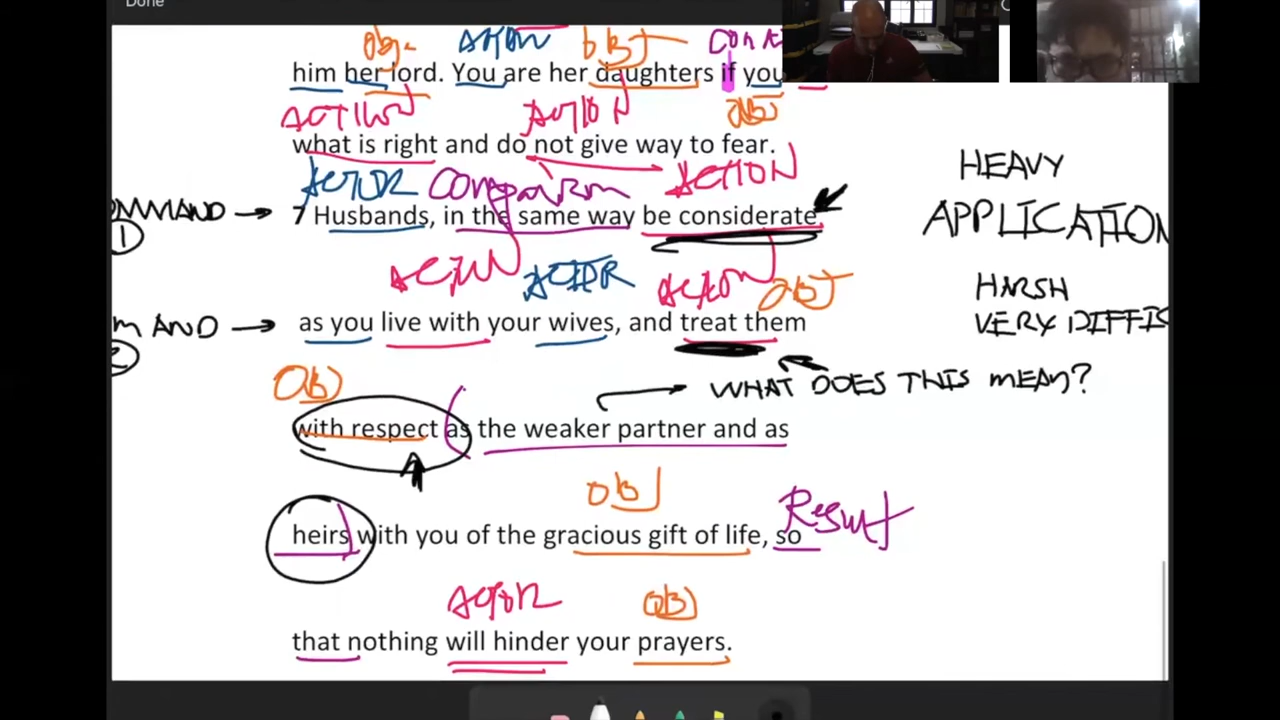 Done
Obj. ACTION OBJ
him her lord. You are her daughters if you
ACTION ACTION OBJ
what is right and do not give way to fear.
HEAVY
ACTOR Comparison ACTION
OMMAND → 7 Husbands, in the same way be considerate
1
APPLICATION
ACTION ACTOR ACTION OBJ
HARSH
MAND → as you live with your wives, and treat them
VERY DIFFIC
2
OBJ → WHAT DOES THIS MEAN?
with respect as the weaker partner and as
OBJ Result
heirs with you of the gracious gift of life, so
ACTOR OBJ
that nothing will hinder your prayers.